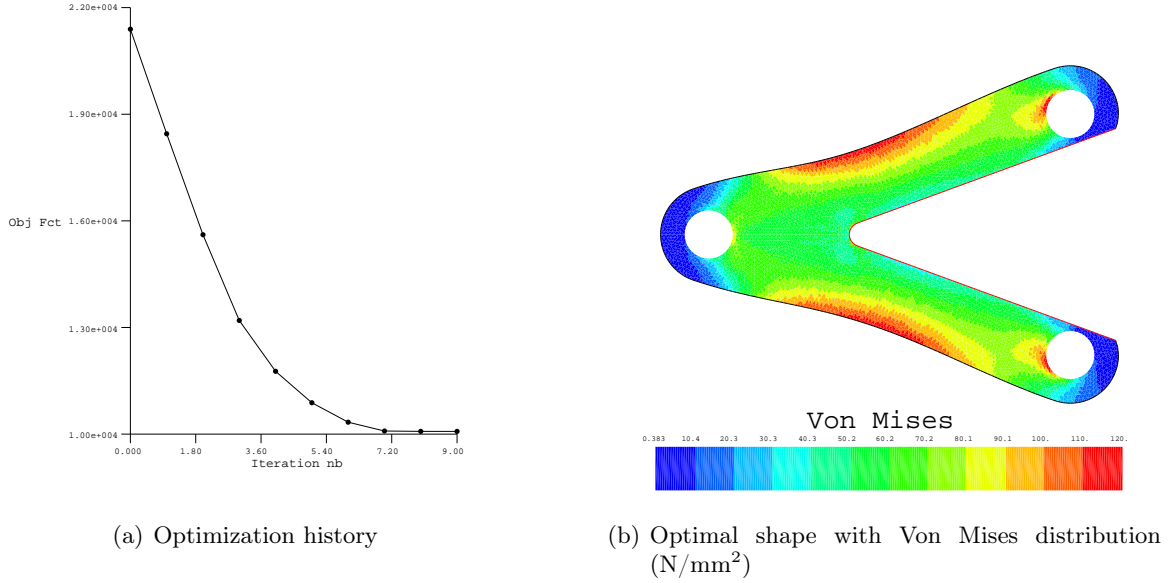 2.20e+004
1.90e+004
1.60e+004
Obj Fct
1.30e+004
1.00e+004
0.000 1.80 3.60 5.40 7.20 9.00
Iteration nb
(a) Optimization history
Von Mises
0.383 10.4 20.3 30.3 40.3 50.2 60.2 70.2 80.1 90.1 100. 110. 120.
(b) Optimal shape with Von Mises distribution
(N/mm²)